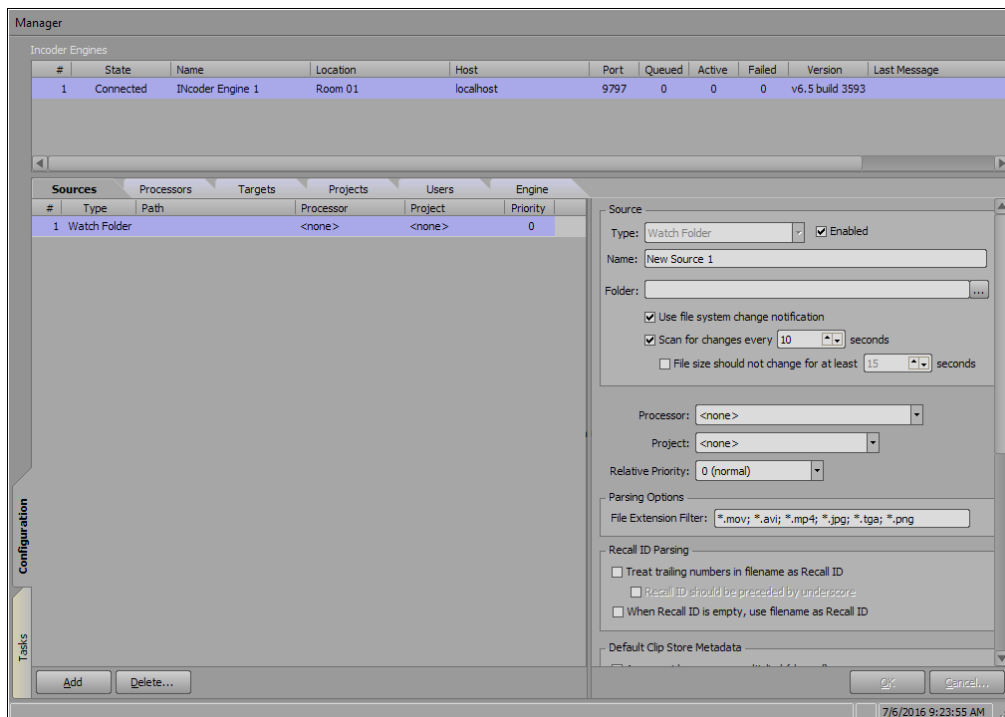 Manager
Incoder Engines
# State Name Location Host Port Queued Active Failed Version Last Message
1 Connected INcoder Engine 1 Room 01 localhost 9797 0 0 0 v6.5 build 3593
Sources Processors Targets Projects Users Engine
# Type Path Processor Project Priority
1 Watch Folder <none> <none> 0
Source
Type: Watch Folder Enabled
Name: New Source 1
Folder: ...
Use file system change notification
Scan for changes every 10 seconds
File size should not change for at least 15 seconds
Processor: <none>
Project: <none>
Relative Priority: 0 (normal)
Parsing Options
File Extension Filter: *.mov; *.avi; *.mp4; *.jpg; *.tga; *.png
Recall ID Parsing
Treat trailing numbers in filename as Recall ID
Recall ID should be preceded by underscore
When Recall ID is empty, use filename as Recall ID
Default Clip Store Metadata
Configuration
Tasks
Add Delete... OK Cancel...
7/6/2016 9:23:55 AM